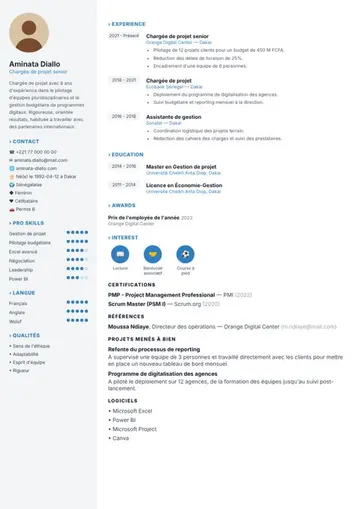 Aminata Diallo
Chargée de projet senior
Chargée de projet avec 8 ans
d'expérience dans le pilotage
d'équipes pluridisciplinaires et la
gestion budgétaire de programmes
digitaux. Rigoureuse, orientée
résultats, habituée à travailler avec
des partenaires internationaux.
› CONTACT
+221 77 000 00 00
aminata.diallo@mail.com
aminata-diallo.com
Né(e) le 1992-04-12 à Dakar
Sénégalaise
Féminin
Célibataire
Permis B
› PRO SKILLS
Gestion de projet
Pilotage budgétaire
Excel avancé
Négociation
Leadership
Power BI
› LANGUE
Français
Anglais
Wolof
› QUALITÉS
• Sens de l'éthique
• Adaptabilité
• Esprit d'équipe
• Rigueur
› EXPERIENCE
2021 - Présent
Chargée de projet senior
Orange Digital Center — Dakar
• Pilotage de 12 projets clients pour un budget de 450 M FCFA.
• Réduction des délais de livraison de 25%.
• Encadrement d'une équipe de 6 personnes.
2018 - 2021
Chargée de projet
Ecobank Sénégal — Dakar
• Déploiement du programme de digitalisation des agences.
• Suivi budgétaire et reporting mensuel à la direction.
2016 - 2018
Assistante de gestion
Sonatel — Dakar
• Coordination logistique des projets terrain.
• Rédaction des cahiers des charges et suivi des prestataires.
› EDUCATION
2014 - 2016
Master en Gestion de projet
Université Cheikh Anta Diop, Dakar
2011 - 2014
Licence en Économie-Gestion
Université Cheikh Anta Diop, Dakar
› AWARDS
Prix de l'employée de l'année 2022
Orange Digital Center
› INTEREST
Lecture
Bénévolat
associatif
Course à
pied
CERTIFICATIONS
PMP - Project Management Professional — PMI (2022)
Scrum Master (PSM I) — Scrum.org (2020)
RÉFÉRENCES
Moussa Ndiaye, Directeur des opérations — Orange Digital Center (m.ndiaye@mail.com)
PROJETS MENÉS À BIEN
Refonte du processus de reporting
A supervisé une équipe de 3 personnes et travaillé directement avec les clients pour mettre
en place un nouveau tableau de bord mensuel.
Programme de digitalisation des agences
A piloté le déploiement sur 12 agences, de la formation des équipes jusqu'au suivi post-
lancement.
LOGICIELS
• Microsoft Excel
• Power BI
• Microsoft Project
• Canva